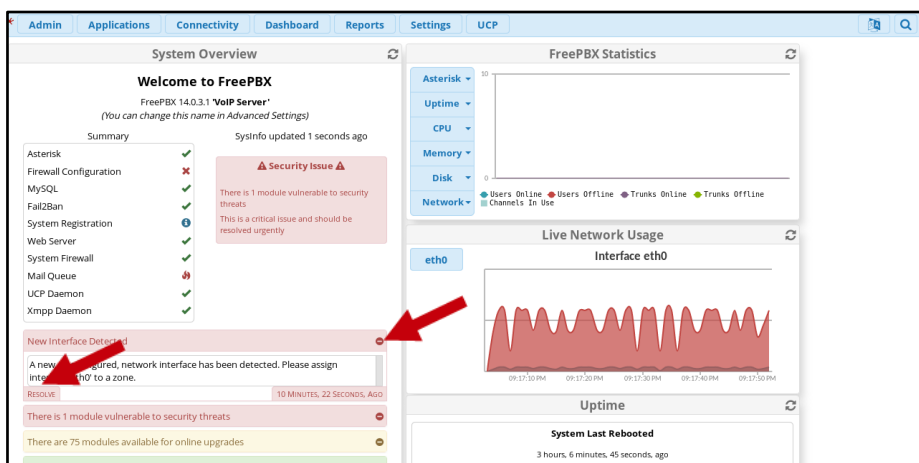 Admin Applications Connectivity Dashboard Reports Settings UCP
System Overview
Welcome to FreePBX
FreePBX 14.0.3.1 'VoIP Server'
(You can change this name in Advanced Settings)
Summary
Asterisk
Firewall Configuration
MySQL
Fail2Ban
System Registration
Web Server
System Firewall
Mail Queue
UCP Daemon
Xmpp Daemon
SysInfo updated 1 seconds ago
Security Issue
There is 1 module vulnerable to security
threats
This is a critical issue and should be
resolved urgently
New Interface Detected
A new gured, network interface has been detected. Please assign
inte th0' to a zone.
RESOLVE 10 MINUTES, 22 SECONDS, AGO
There is 1 module vulnerable to security threats
There are 75 modules available for online upgrades
FreePBX Statistics
Asterisk
Uptime
CPU
Memory
Disk
Network
10
0
Users Online Users Offline Trunks Online Trunks Offline
Channels In Use
Live Network Usage
eth0
Interface eth0
09:17:10 PM 09:17:20 PM 09:17:30 PM 09:17:40 PM 09:17:50 PM
Uptime
System Last Rebooted
3 hours, 6 minutes, 45 seconds, ago